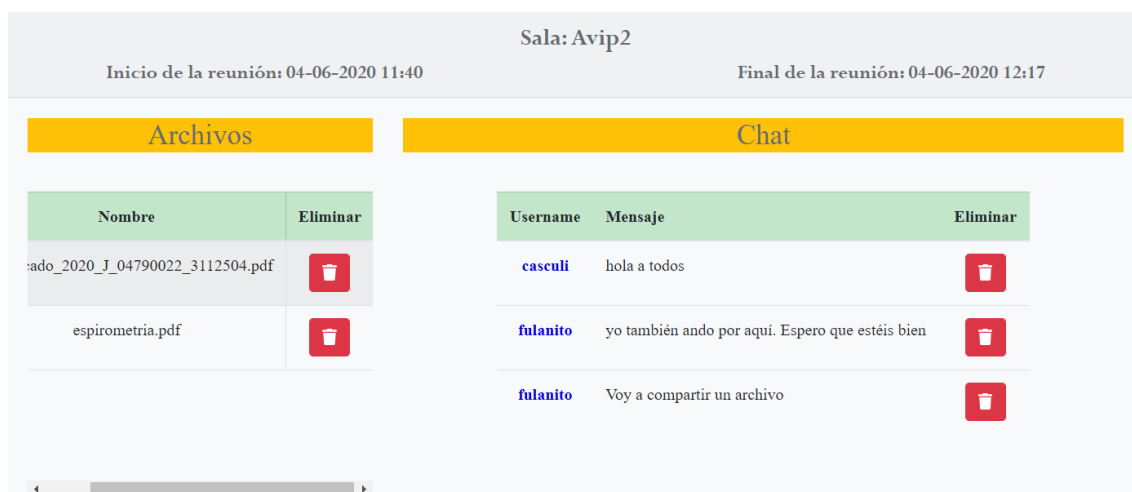 Sala: Avip2
Inicio de la reunión: 04-06-2020 11:40
Final de la reunión: 04-06-2020 12:17
Archivos
Chat
Nombre Eliminar
cado_2020_J_04790022_3112504.pdf
espirometria.pdf
Username Mensaje Eliminar
casculi hola a todos
fulanito yo también ando por aquí. Espero que estéis bien
fulanito Voy a compartir un archivo